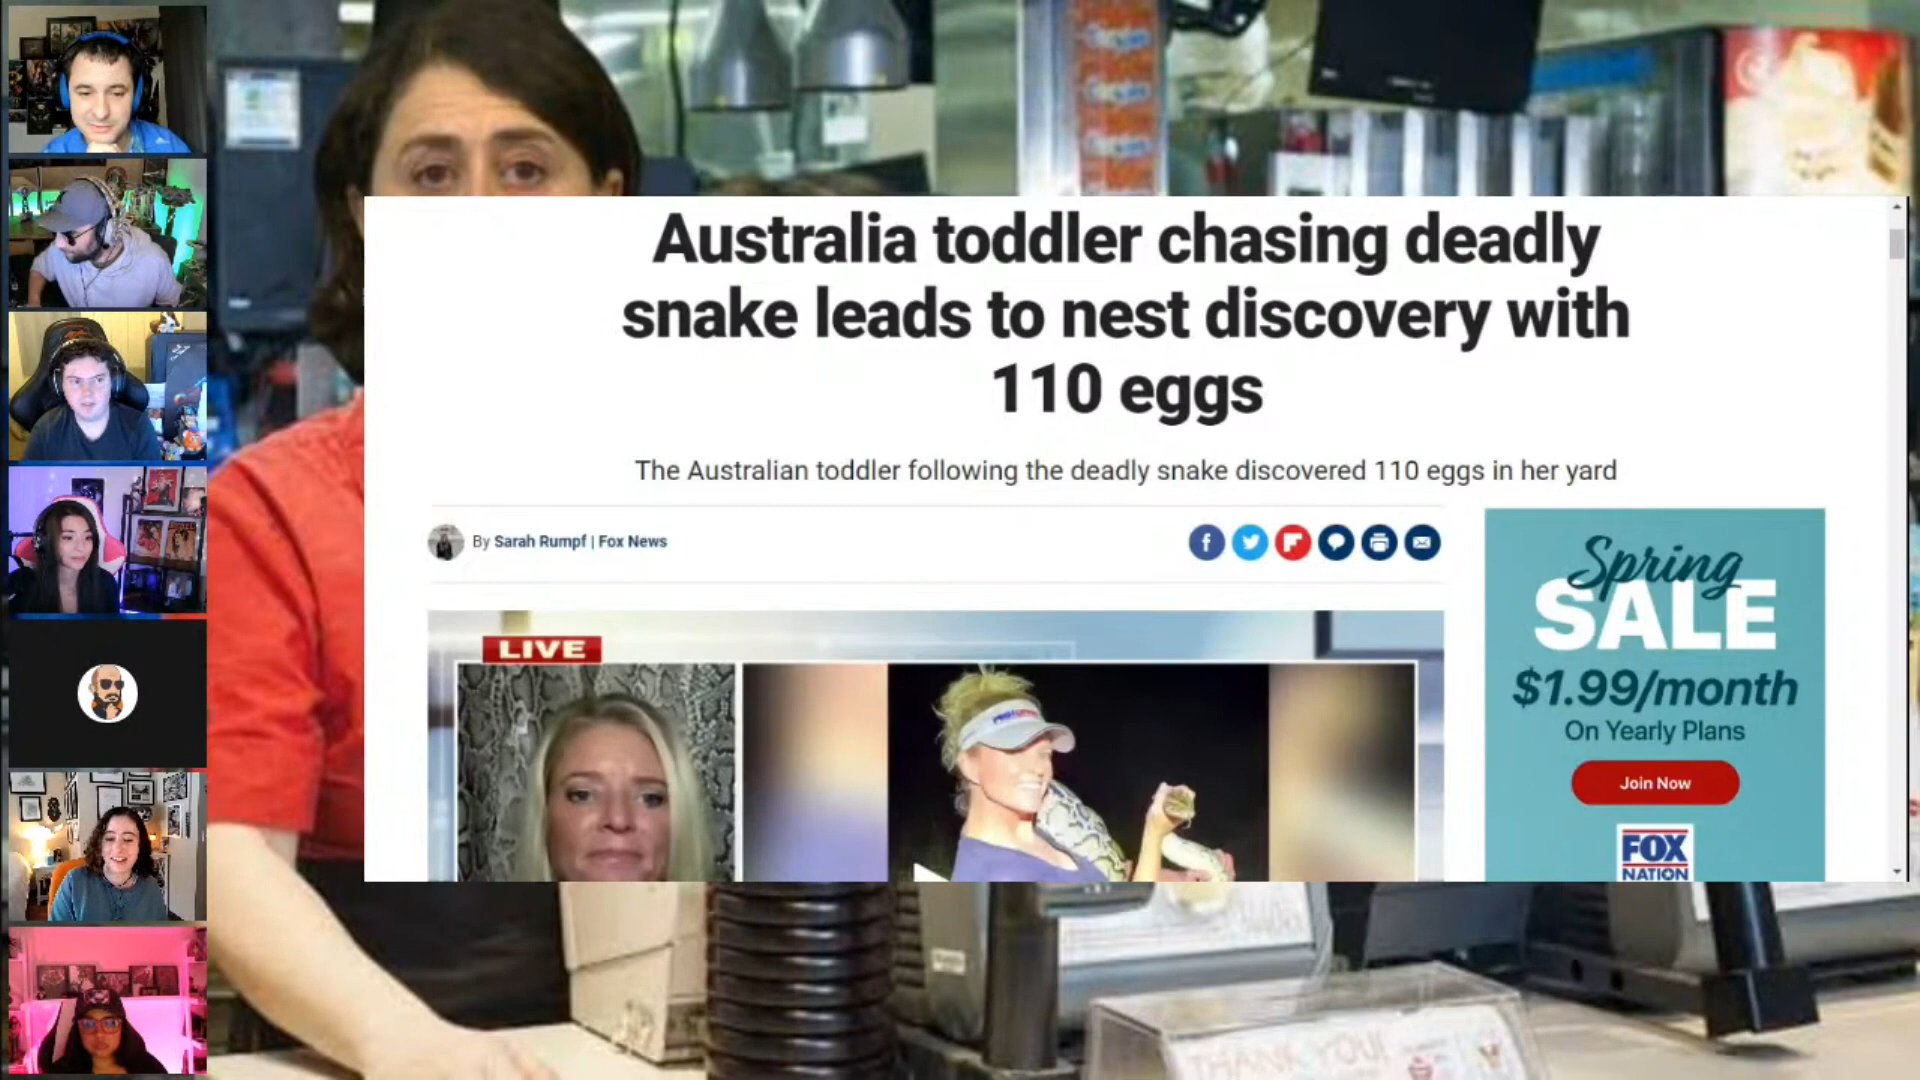 Australia toddler chasing deadly
snake leads to nest discovery with
110 eggs
The Australian toddler following the deadly snake discovered 110 eggs in her yard
By Sarah Rumpf | Fox News
LIVE
Spring
SALE
$1.99/month
On Yearly Plans
Join Now
FOX
NATION
THANK YOU!